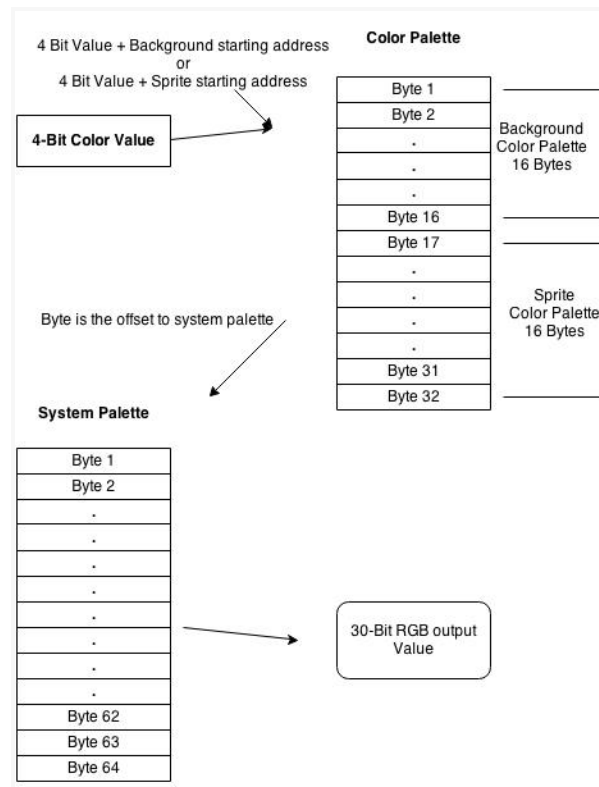 4 Bit Value + Background starting address
or
4 Bit Value + Sprite starting address
4-Bit Color Value
Color Palette
Byte 1
Byte 2
.
.
.
Byte 16
Byte 17
.
.
.
.
Byte 31
Byte 32
Background
Color Palette
16 Bytes
Sprite
Color Palette
16 Bytes
Byte is the offset to system palette
System Palette
Byte 1
Byte 2
.
.
.
.
.
.
.
.
Byte 62
Byte 63
Byte 64
30-Bit RGB output
Value